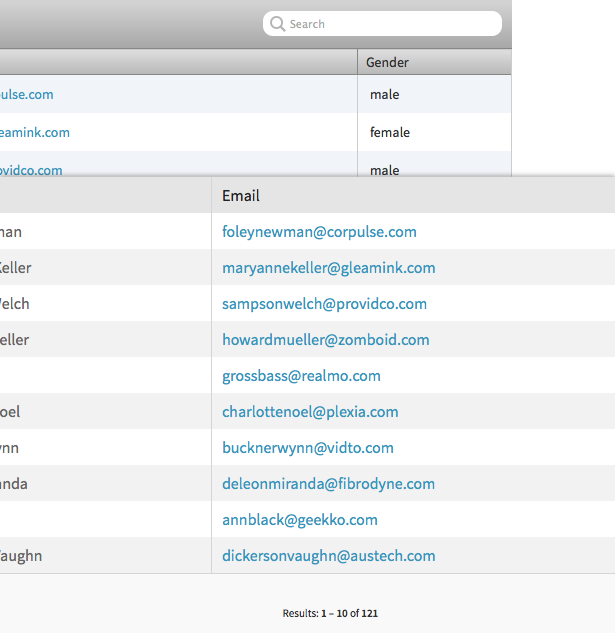 Search
Gender
ulse.com male
eamink.com female
ovidco.com male
Email
man foleynewman@corpulse.com
Keller maryannekeller@gleamink.com
Welch sampsonwelch@providco.com
eller howardmueller@zomboid.com
grossbass@realmo.com
oel charlottenoel@plexia.com
ynn bucknerwynn@vidto.com
anda deleonmiranda@fibrodyne.com
annblack@geekko.com
Vaughn dickersonvaughn@austech.com
Results: 1 – 10 of 121